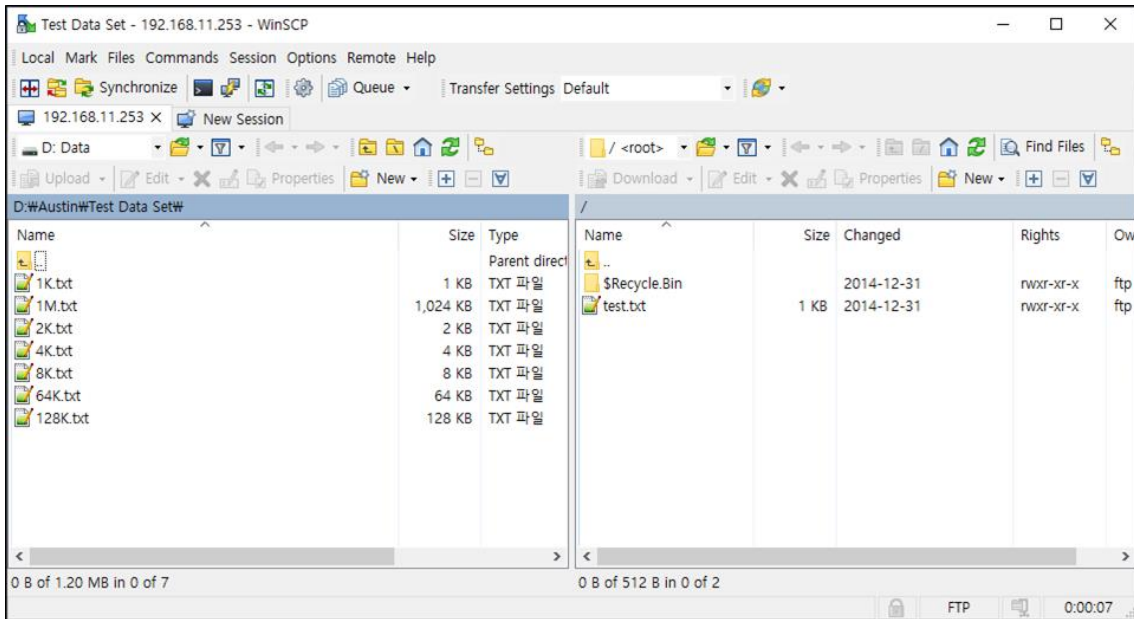 Test Data Set - 192.168.11.253 - WinSCP
Local Mark Files Commands Session Options Remote Help
Synchronize Queue Transfer Settings Default
192.168.11.253 New Session
D: Data / <root> Find Files
Upload Edit Properties New Download Edit Properties New
D:₩Austin₩Test Data Set₩ /
Name Size Type Name Size Changed Rights Ow
.. Parent direct ..
1K.txt 1 KB TXT 파일 $Recycle.Bin 2014-12-31 rwxr-xr-x ftp
1M.txt 1,024 KB TXT 파일 test.txt 1 KB 2014-12-31 rwxr-xr-x ftp
2K.txt 2 KB TXT 파일
4K.txt 4 KB TXT 파일
8K.txt 8 KB TXT 파일
64K.txt 64 KB TXT 파일
128K.txt 128 KB TXT 파일
0 B of 1.20 MB in 0 of 7 0 B of 512 B in 0 of 2
FTP 0:00:07